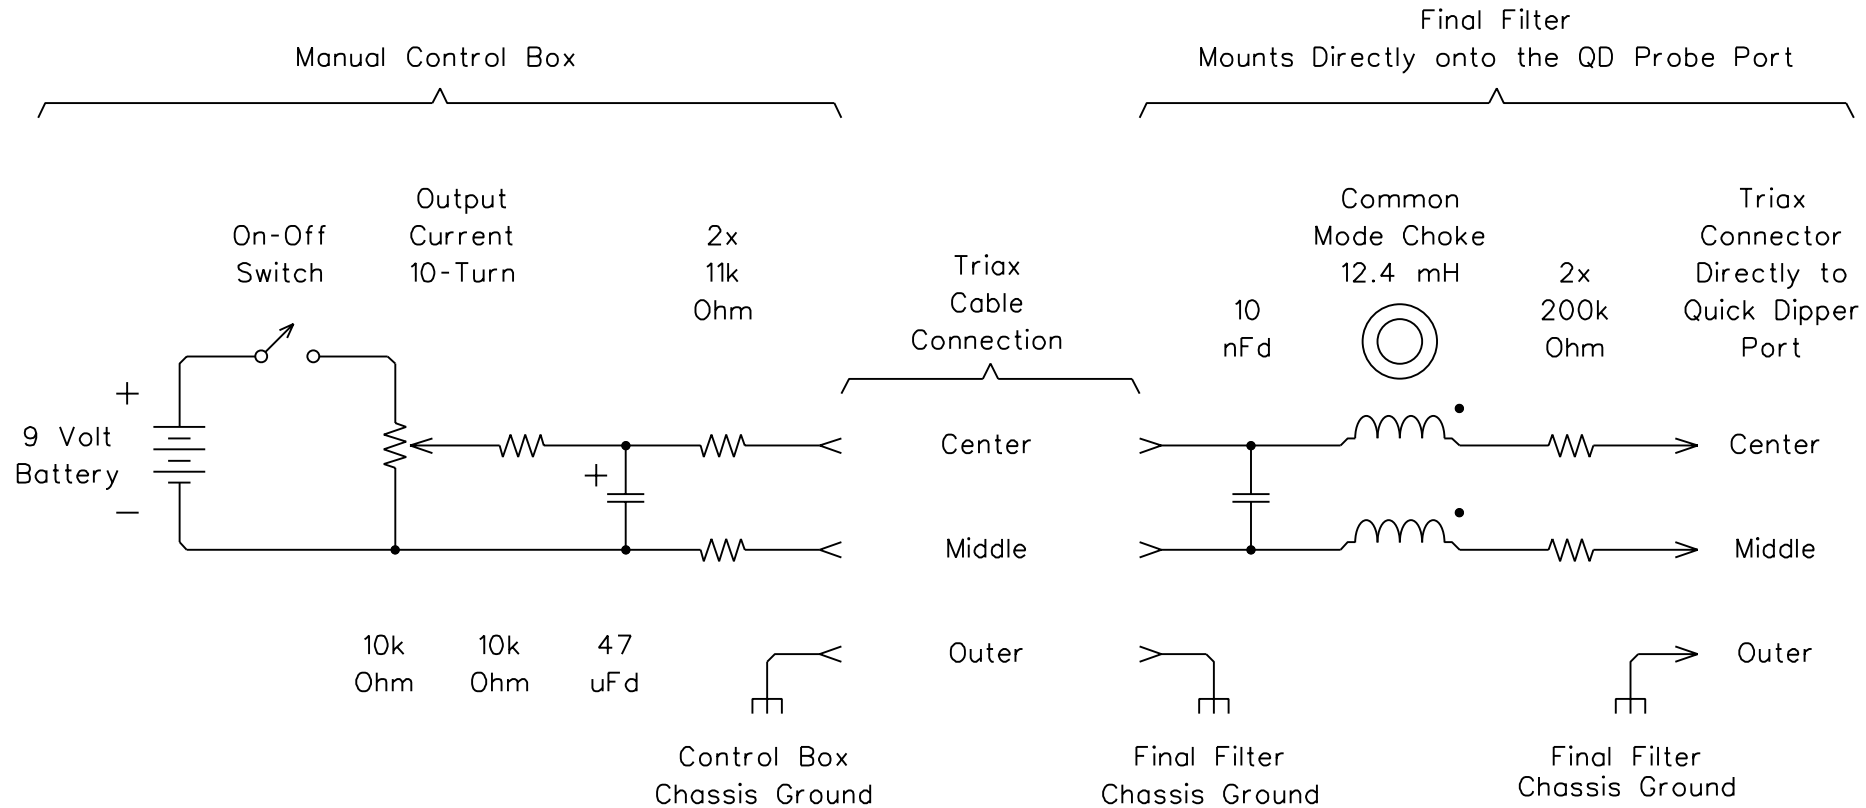 Manual Control Box
Final Filter
Mounts Directly onto the QD Probe Port
On-Off
Switch
Output
Current
10-Turn
2x
11k
Ohm
Triax
Cable
Connection
10
nFd
Common
Mode Choke
12.4 mH
2x
200k
Ohm
Triax
Connector
Directly to
Quick Dipper
Port
+
9 Volt
Battery
−
+
Center
Center
Middle
Middle
10k
Ohm
10k
Ohm
47
uFd
Outer
Outer
Control Box
Chassis Ground
Final Filter
Chassis Ground
Final Filter
Chassis Ground